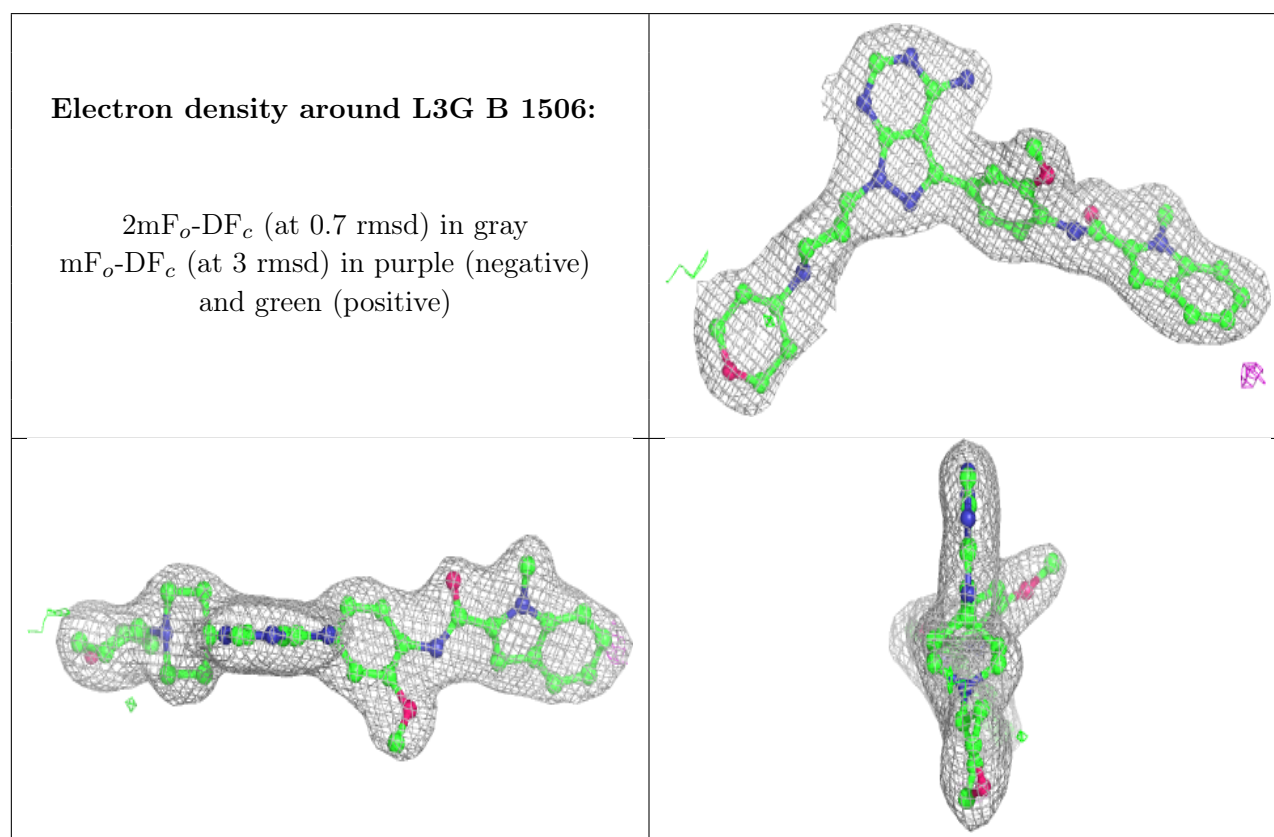 Electron density around L3G B 1506:
2mFo-DFc (at 0.7 rmsd) in gray
mFo-DFc (at 3 rmsd) in purple (negative)
and green (positive)